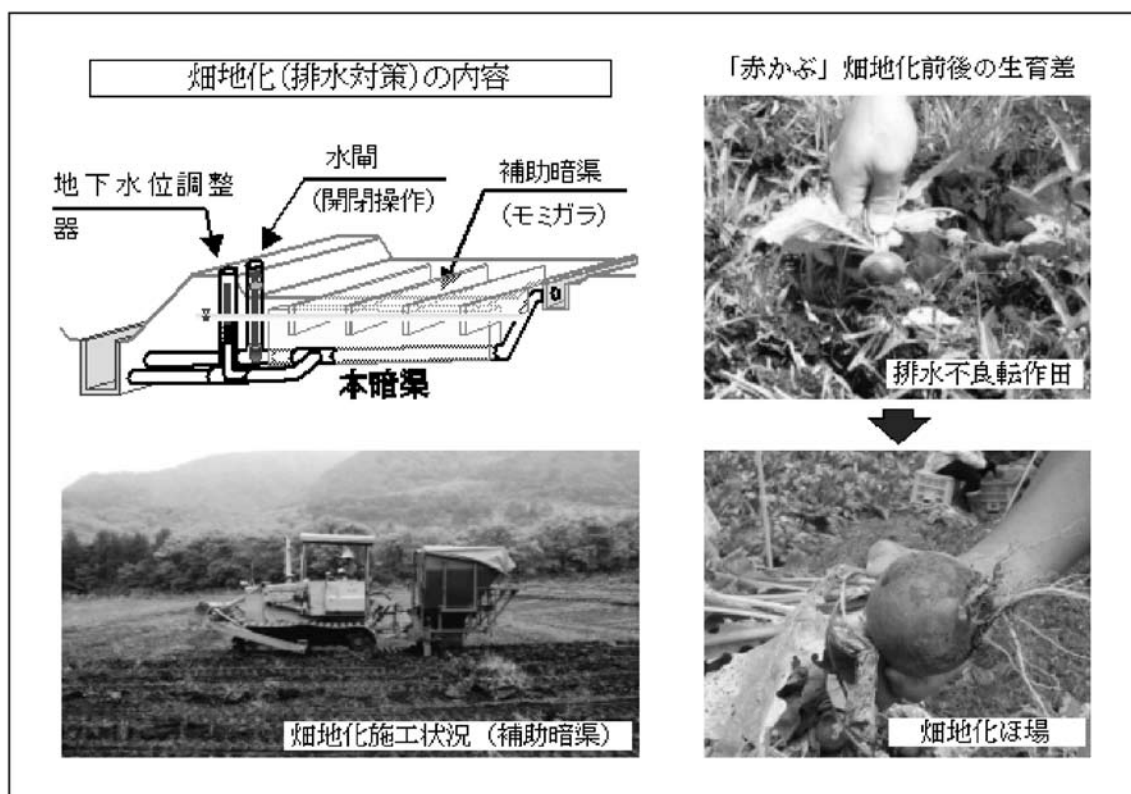 畑地化(排水対策)の内容
地下水位調整
器
水閘
(開閉操作)
補助暗渠
(モミガラ)
本暗渠
畑地化施工状況（補助暗渠）
「赤かぶ」畑地化前後の生育差
排水不良転作田
畑地化ほ場